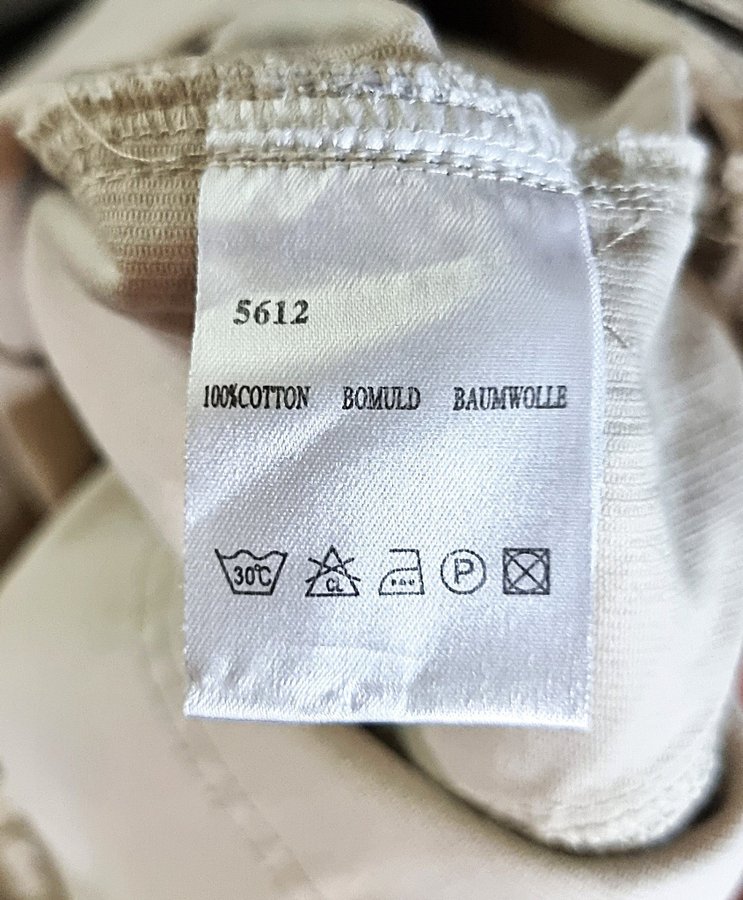 5612
100%COTTON BOMULD BAUMWOLLE
30°C CL P